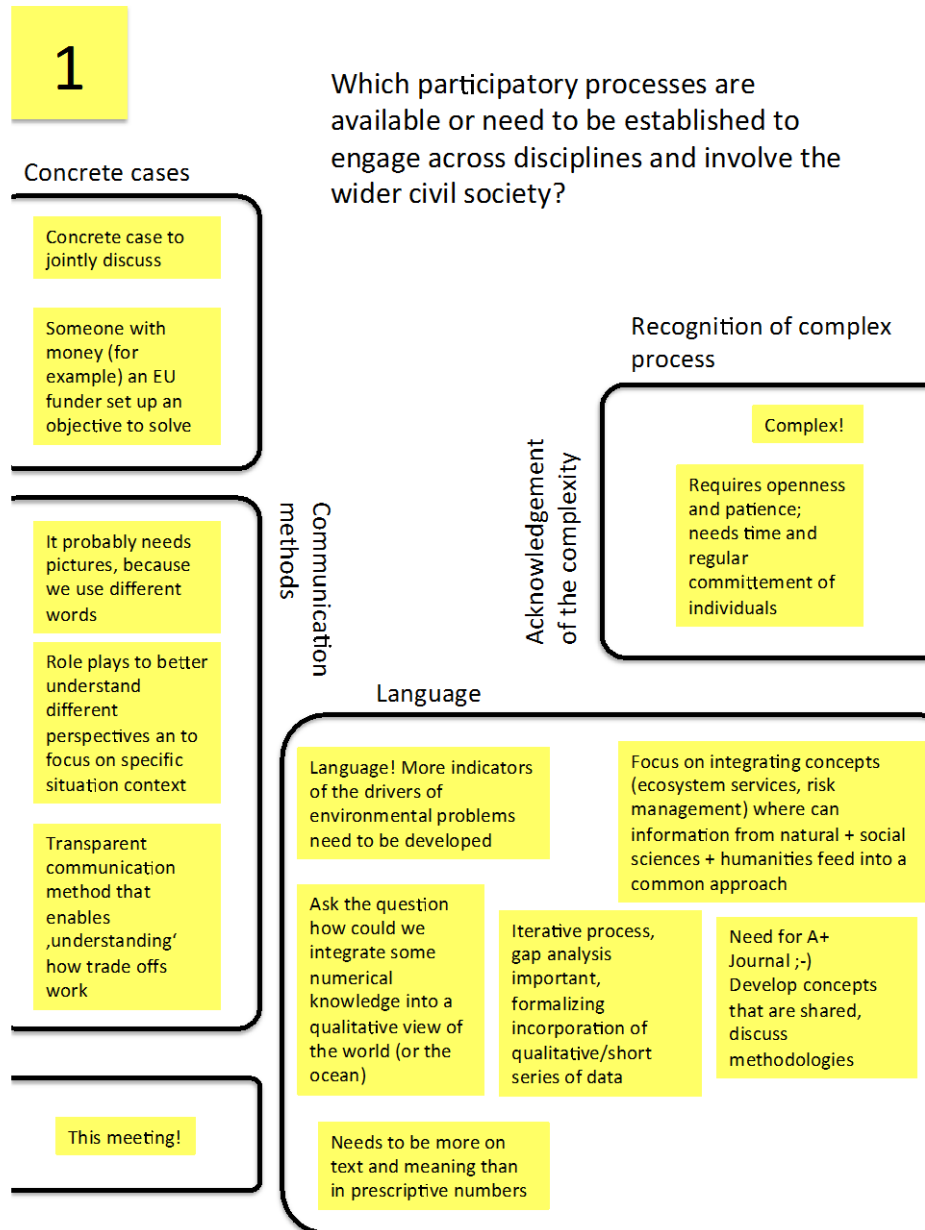 1
Which participatory processes are
available or need to be established to
engage across disciplines and involve the
wider civil society?
Concrete cases
Concrete case to
jointly discuss
Someone with
money (for
example) an EU
funder set up an
objective to solve
Recognition of complex
process
Acknowledgement
of the complexity
Complex!
Requires openness
and patience;
needs time and
regular
committement of
individuals
Communication
methods
It probably needs
pictures, because
we use different
words
Role plays to better
understand
different
perspectives an to
focus on specific
situation context
Transparent
communication
method that
enables
‚understanding‘
how trade offs
work
This meeting!
Language
Language! More indicators
of the drivers of
environmental problems
need to be developed
Focus on integrating concepts
(ecosystem services, risk
management) where can
information from natural + social
sciences + humanities feed into a
common approach
Ask the question
how could we
integrate some
numerical
knowledge into a
qualitative view of
the world (or the
ocean)
Iterative process,
gap analysis
important,
formalizing
incorporation of
qualitative/short
series of data
Need for A+
Journal ;-)
Develop concepts
that are shared,
discuss
methodologies
Needs to be more on
text and meaning than
in prescriptive numbers